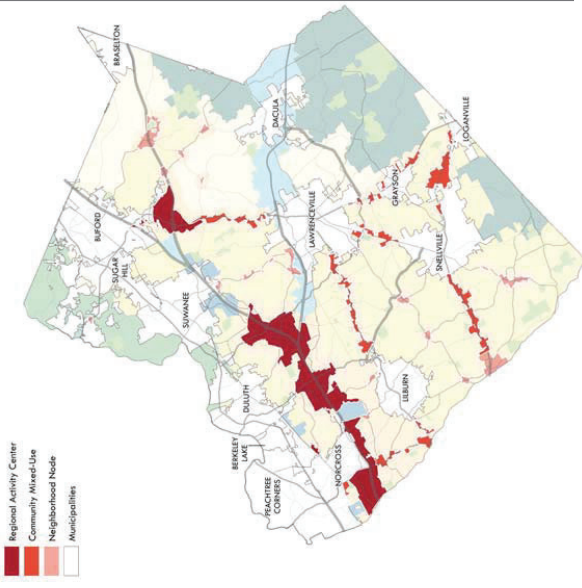 Regional Activity Center
Community Mixed-Use
Neighborhood Node
Municipalities
BRASELTON
BUFORD
SUGAR
HILL
SUWANEE
DACULA
DULUTH
BERKELEY
LAKE
PEACHTREE
CORNERS
NORCROSS
LAWRENCEVILLE
LILBURN
GRAYSON
LOGANVILLE
SNELLVILLE